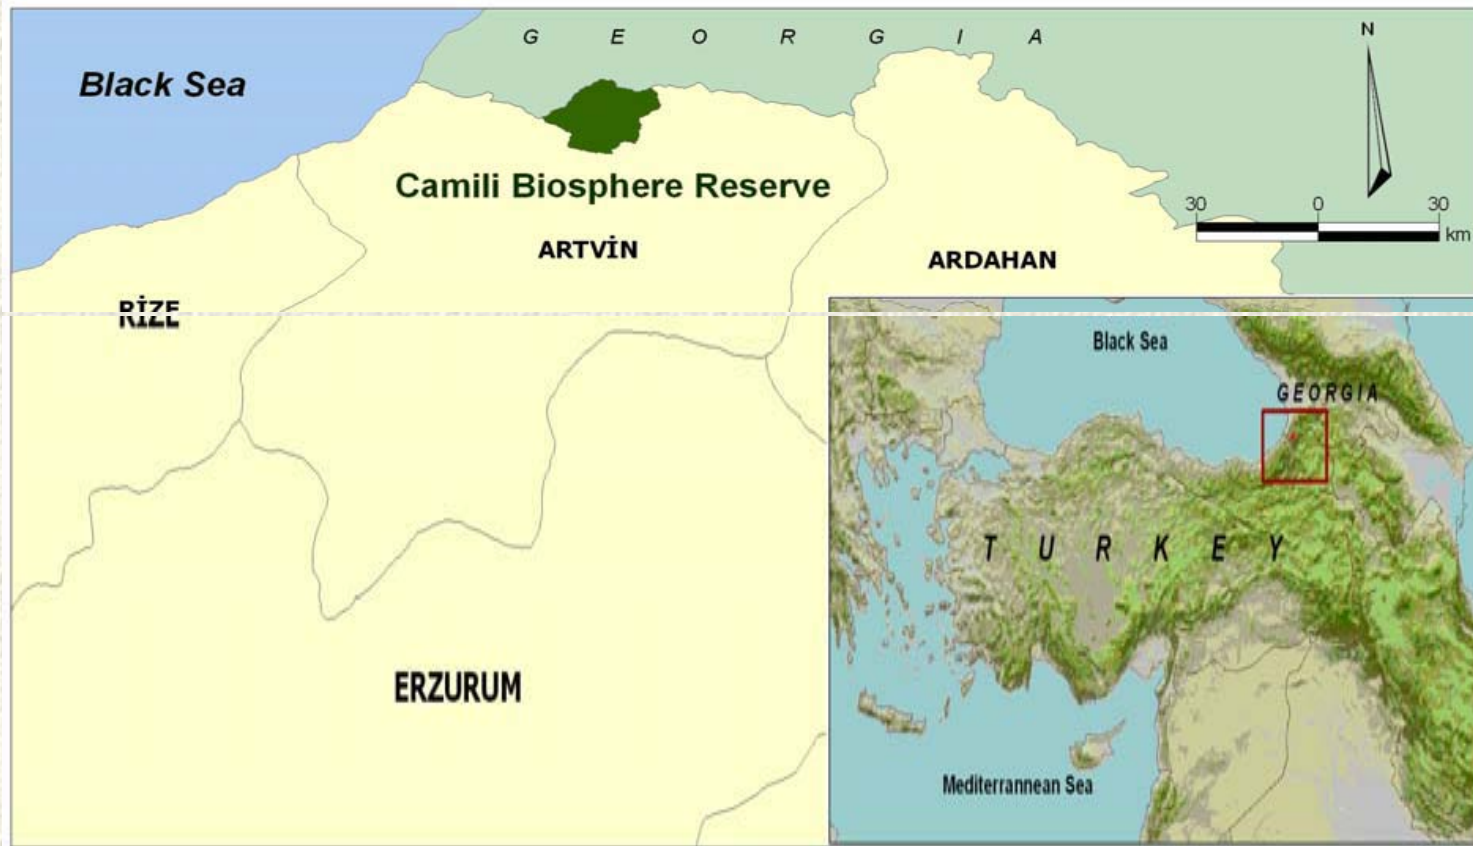 G E O R G I A
N
Black Sea
Camili Biosphere Reserve
30 0 30
km
ARTVİN
ARDAHAN
RİZE
Black Sea
GEORGIA
T U R K E Y
ERZURUM
Mediterrannean Sea